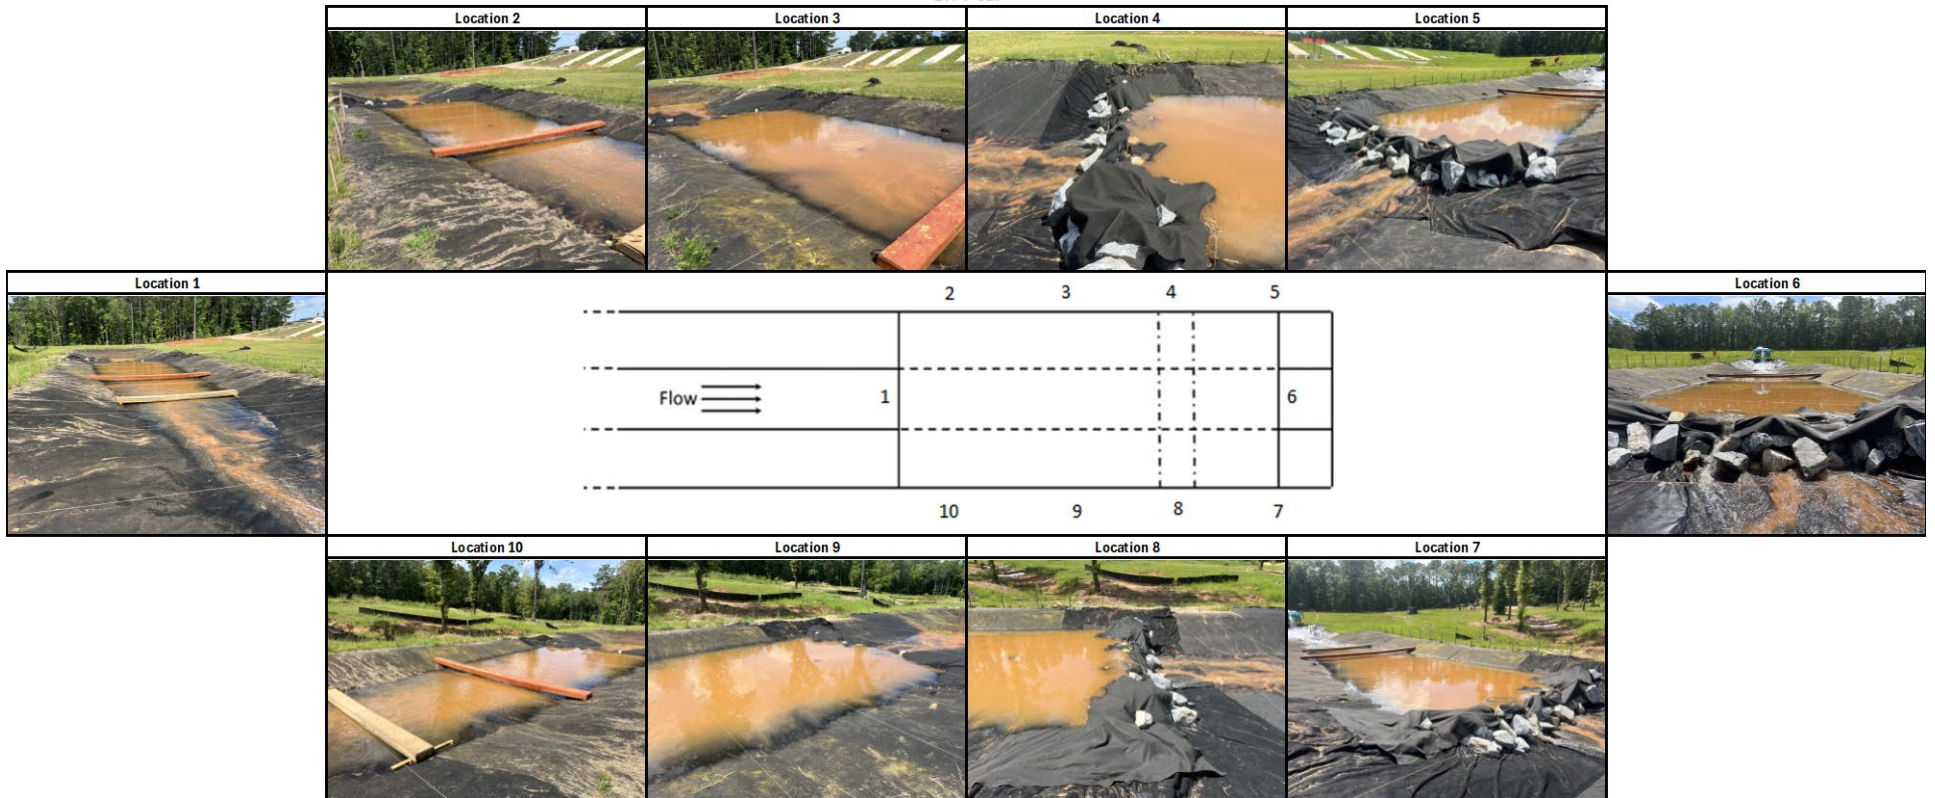 Location 2
Location 3
Location 4
Location 5
Location 1
Location 6
2
3
4
5
Flow
1
6
10
9
8
7
Location 10
Location 9
Location 8
Location 7